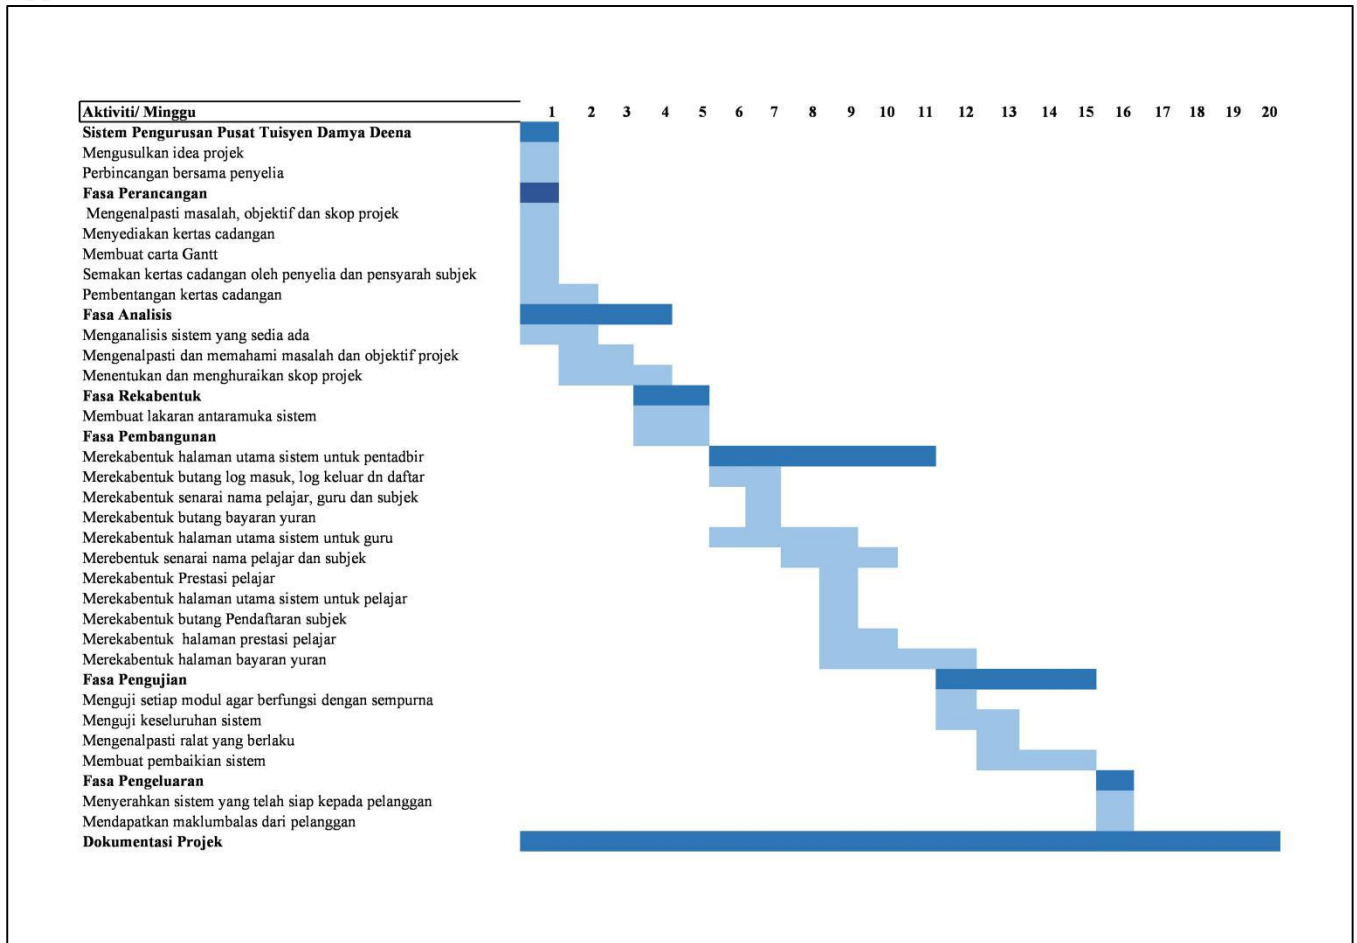 Aktiviti/ Minggu 1 2 3 4 5 6 7 8 9 10 11 12 13 14 15 16 17 18 19 20
Sistem Pengurusan Pusat Tuisyen Damya Deena
Mengusulkan idea projek
Perbincangan bersama penyelia
Fasa Perancangan
Mengenalpasti masalah, objektif dan skop projek
Menyediakan kertas cadangan
Membuat carta Gantt
Semakan kertas cadangan oleh penyelia dan pensyarah subjek
Pembentangan kertas cadangan
Fasa Analisis
Menganalisis sistem yang sedia ada
Mengenalpasti dan memahami masalah dan objektif projek
Menentukan dan menghuraikan skop projek
Fasa Rekabentuk
Membuat lakaran antaramuka sistem
Fasa Pembangunan
Merekabentuk halaman utama sistem untuk pentadbir
Merekabentuk butang log masuk, log keluar dn daftar
Merekabentuk senarai nama pelajar, guru dan subjek
Merekabentuk butang bayaran yuran
Merekabentuk halaman utama sistem untuk guru
Merebentuk senarai nama pelajar dan subjek
Merekabentuk Prestasi pelajar
Merekabentuk halaman utama sistem untuk pelajar
Merekabentuk butang Pendaftaran subjek
Merekabentuk halaman prestasi pelajar
Merekabentuk halaman bayaran yuran
Fasa Pengujian
Menguji setiap modul agar berfungsi dengan sempurna
Menguji keseluruhan sistem
Mengenalpasti ralat yang berlaku
Membuat pembaikian sistem
Fasa Pengeluaran
Menyerahkan sistem yang telah siap kepada pelanggan
Mendapatkan maklumbalas dari pelanggan
Dokumentasi Projek